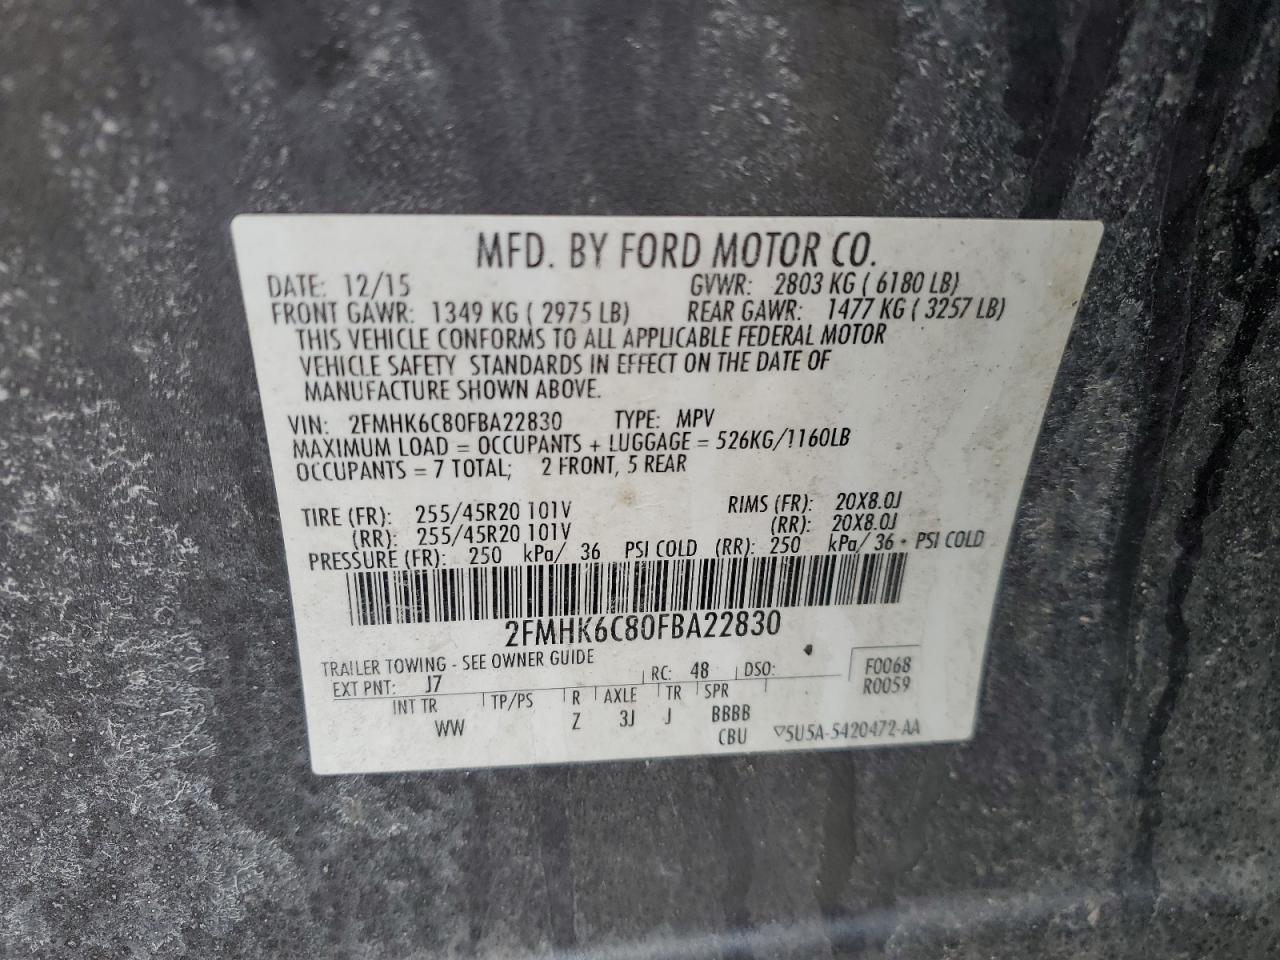 MFD. BY FORD MOTOR CO.
DATE: 12/15 GVWR: 2803 KG ( 6180 LB)
FRONT GAWR: 1349 KG ( 2975 LB) REAR GAWR: 1477 KG ( 3257 LB)
THIS VEHICLE CONFORMS TO ALL APPLICABLE FEDERAL MOTOR
VEHICLE SAFETY STANDARDS IN EFFECT ON THE DATE OF
MANUFACTURE SHOWN ABOVE.
VIN: 2FMHK6C80FBA22830 TYPE: MPV
MAXIMUM LOAD = OCCUPANTS + LUGGAGE = 526KG/1160LB
OCCUPANTS = 7 TOTAL; 2 FRONT, 5 REAR
TIRE (FR): 255/45R20 101V RIMS (FR): 20X8.0J
(RR): 255/45R20 101V (RR): 20X8.0J
PRESSURE (FR): 250 kPa/ 36 PSI COLD (RR): 250 kPa/ 36 PSI COLD
2FMHK6C80FBA22830
TRAILER TOWING - SEE OWNER GUIDE
EXT PNT: J7 RC: 48 DSO: F0068
R0059
INT TR TP/PS R AXLE TR SPR
WW Z 3J J BBBB
CBU ▽5U5A-5420472-AA